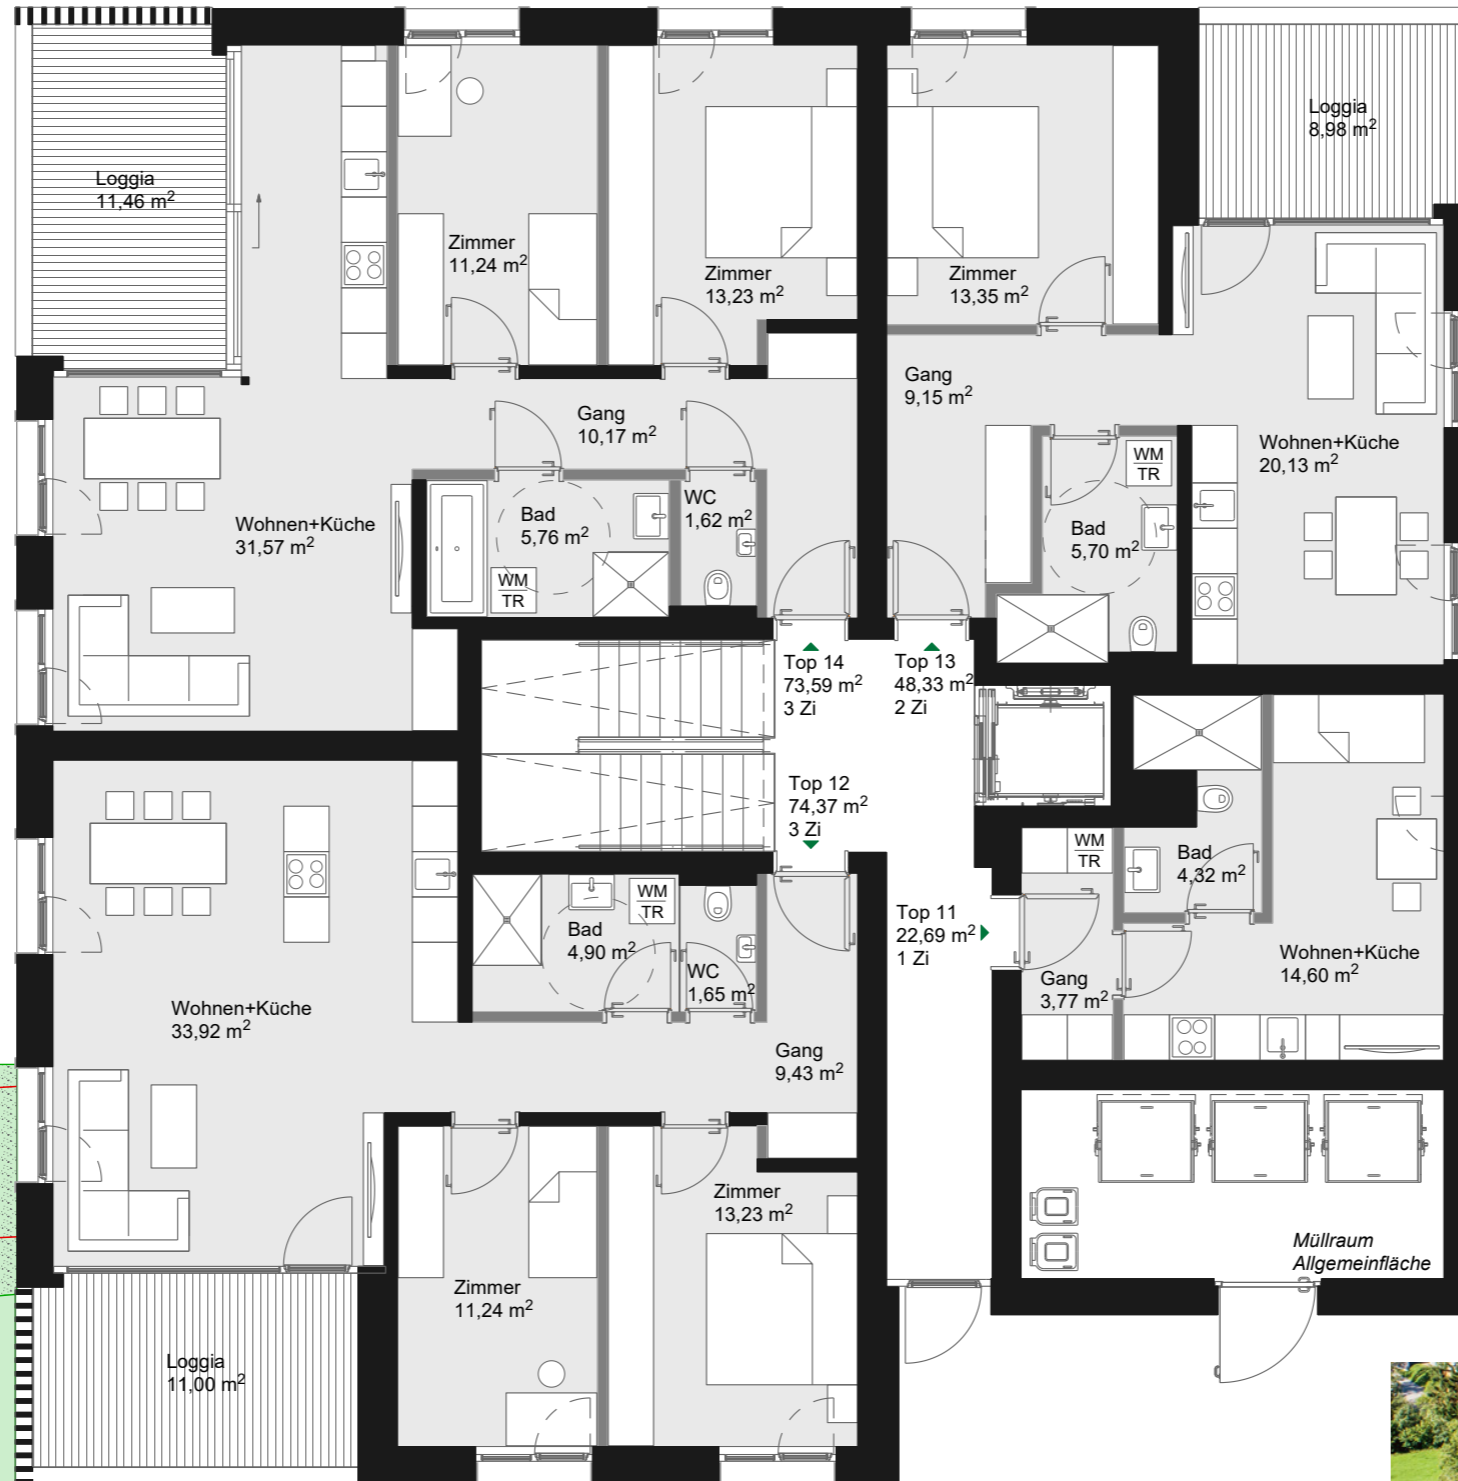 Loggia
11,46 m²
Zimmer
11,24 m²
Zimmer
13,23 m²
Zimmer
13,35 m²
Loggia
8,98 m²
Gang
10,17 m²
Gang
9,15 m²
Wohnen+Küche
20,13 m²
Wohnen+Küche
31,57 m²
Bad
5,76 m²
WM
TR
WC
1,62 m²
Bad
5,70 m²
WM
TR
Top 14
73,59 m²
3 Zi
Top 13
48,33 m²
2 Zi
Top 12
74,37 m²
3 Zi
Top 11
22,69 m²
1 Zi
WM
TR
Bad
4,32 m²
Wohnen+Küche
14,60 m²
Gang
3,77 m²
Bad
4,90 m²
WM
TR
WC
1,65 m²
Wohnen+Küche
33,92 m²
Gang
9,43 m²
Zimmer
13,23 m²
Zimmer
11,24 m²
Loggia
11,00 m²
Müllraum
Allgemeinfläche